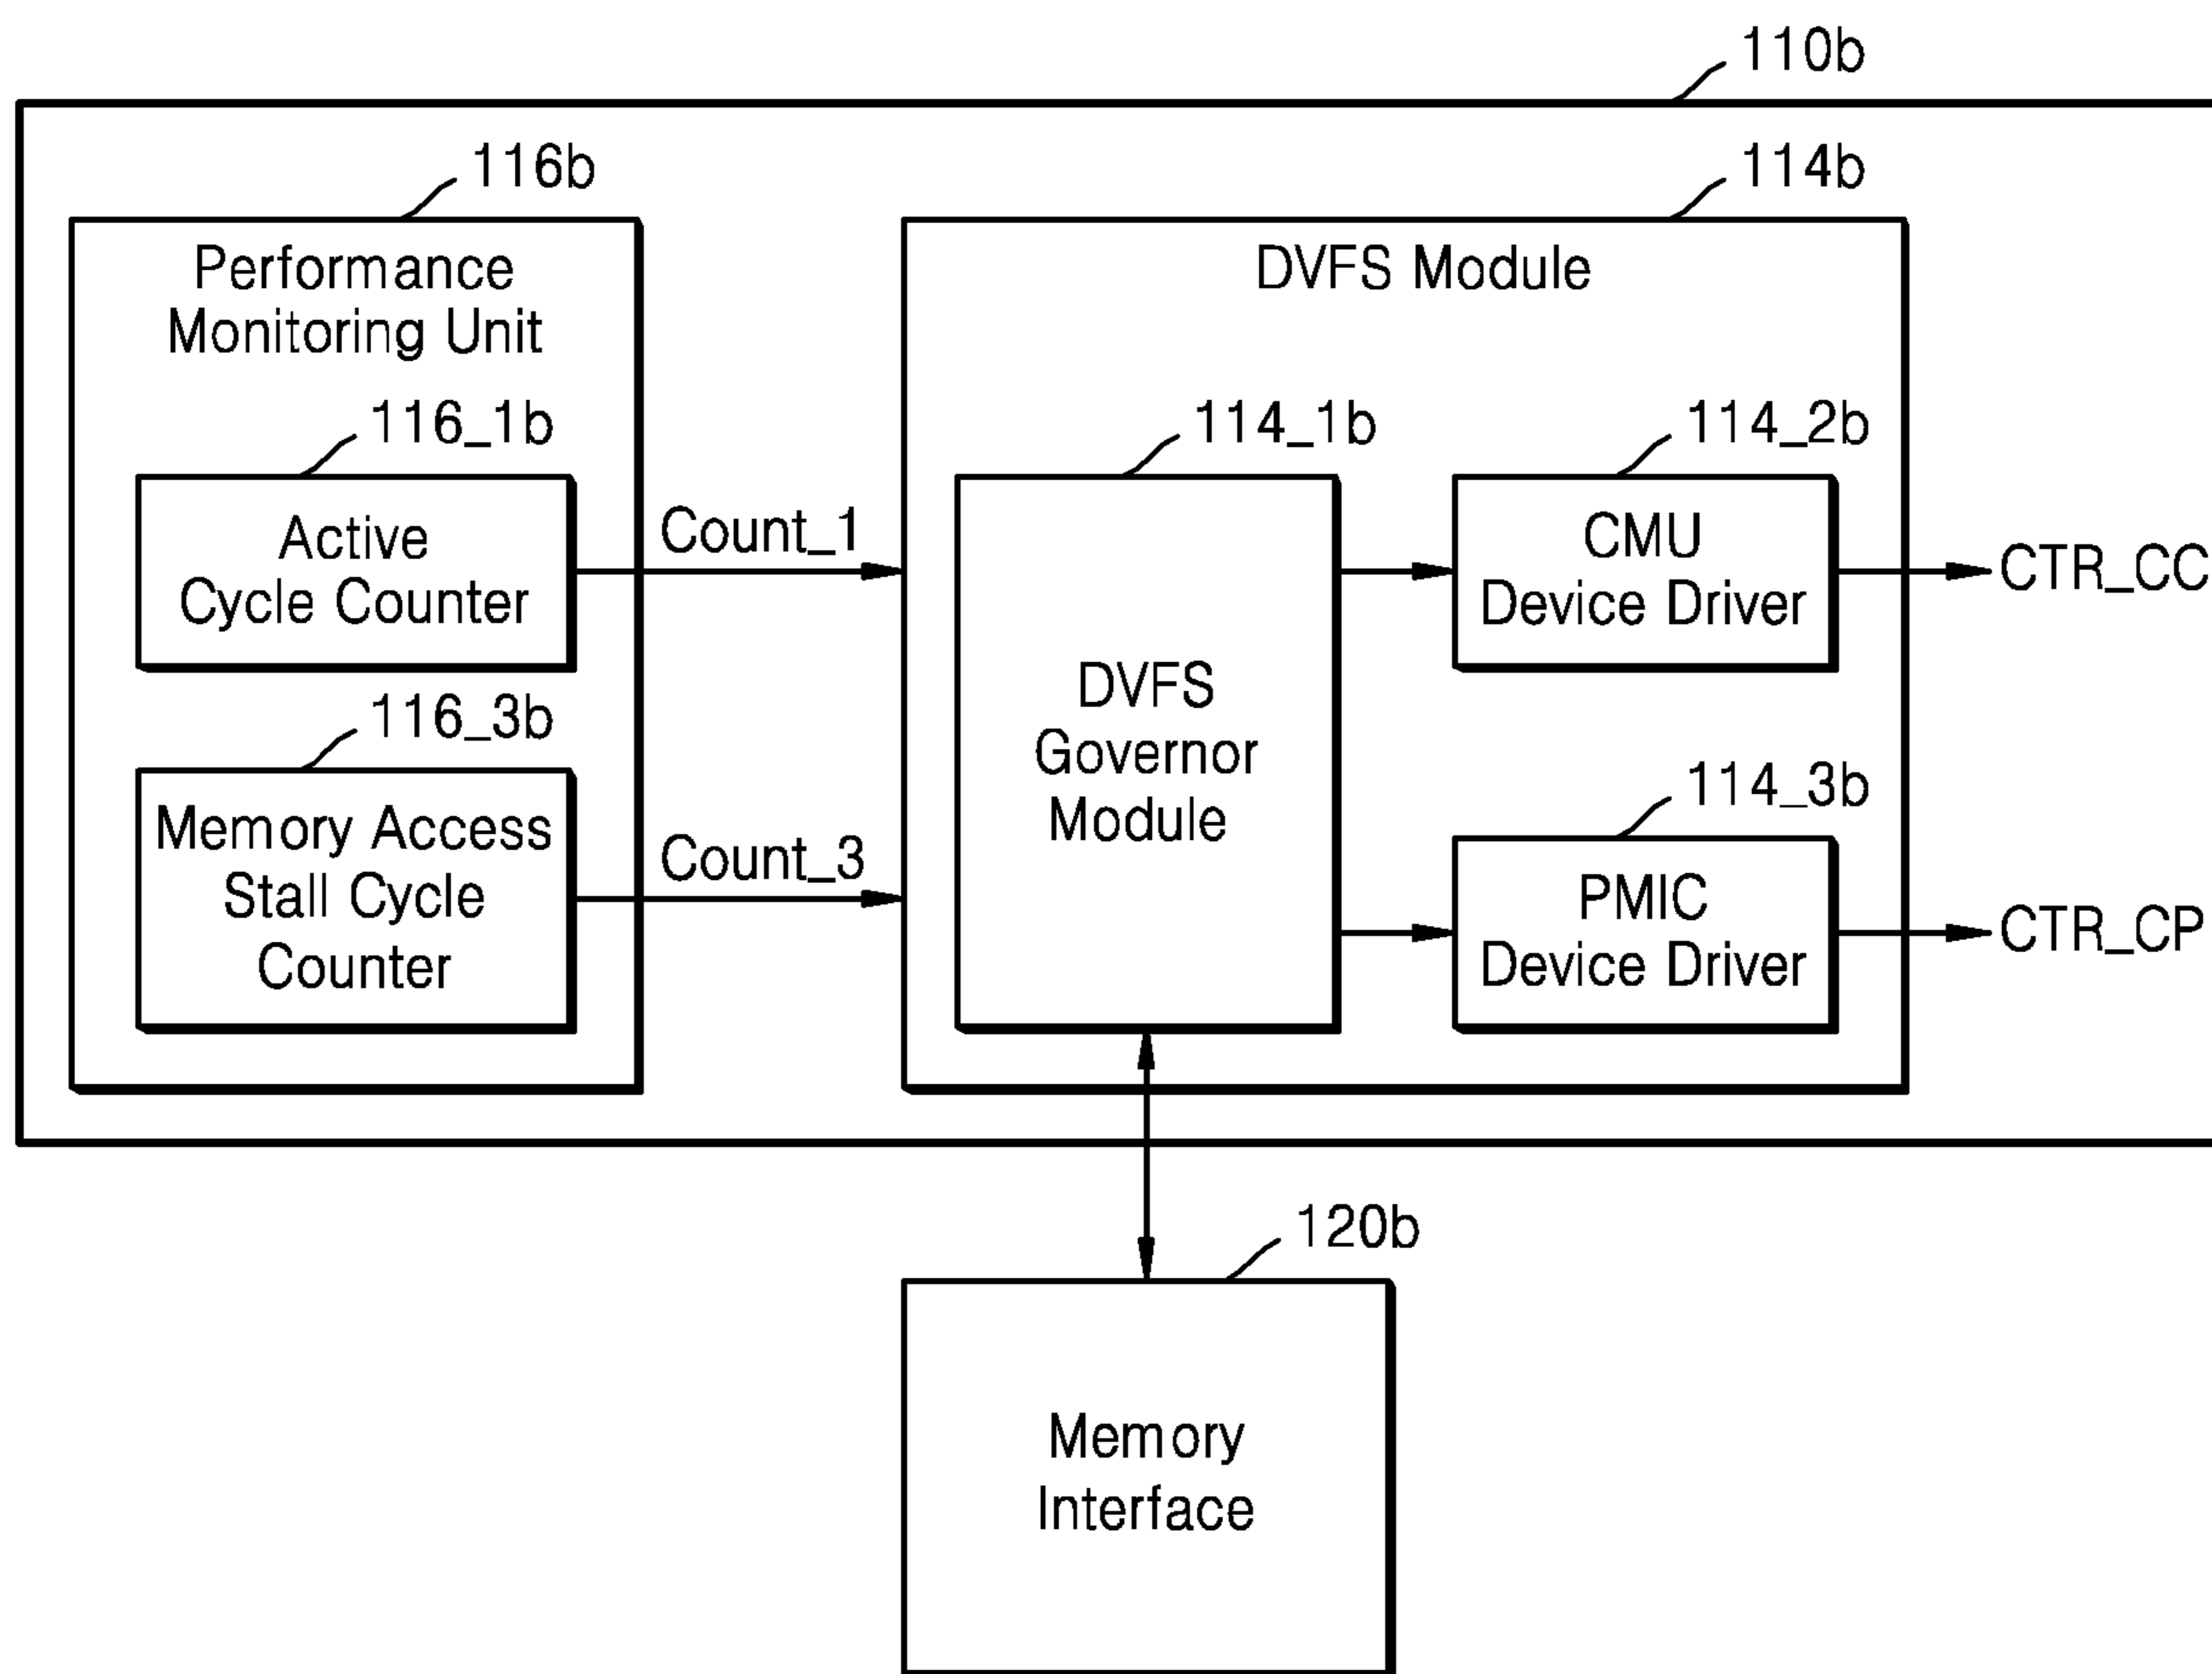 110b
116b
114b
Performance
Monitoring Unit
DVFS Module
116_1b
114_1b
114_2b
Active
Cycle Counter
Count_1
CMU
Device Driver
CTR_CC
116_3b
DVFS
Governor
Module
114_3b
Memory Access
Stall Cycle
Counter
Count_3
PMIC
Device Driver
CTR_CP
120b
Memory
Interface